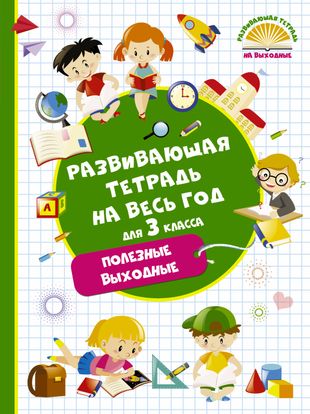 РАЗВИВАЮЩАЯ ТЕТРАДЬ
НА ВЫХОДНЫЕ
РАЗВИВАЮЩАЯ
ТЕТРАДЬ
НА ВЕСЬ ГОД
ДЛЯ 3 КЛАССА
ПОЛЕЗНЫЕ
ВЫХОДНЫЕ